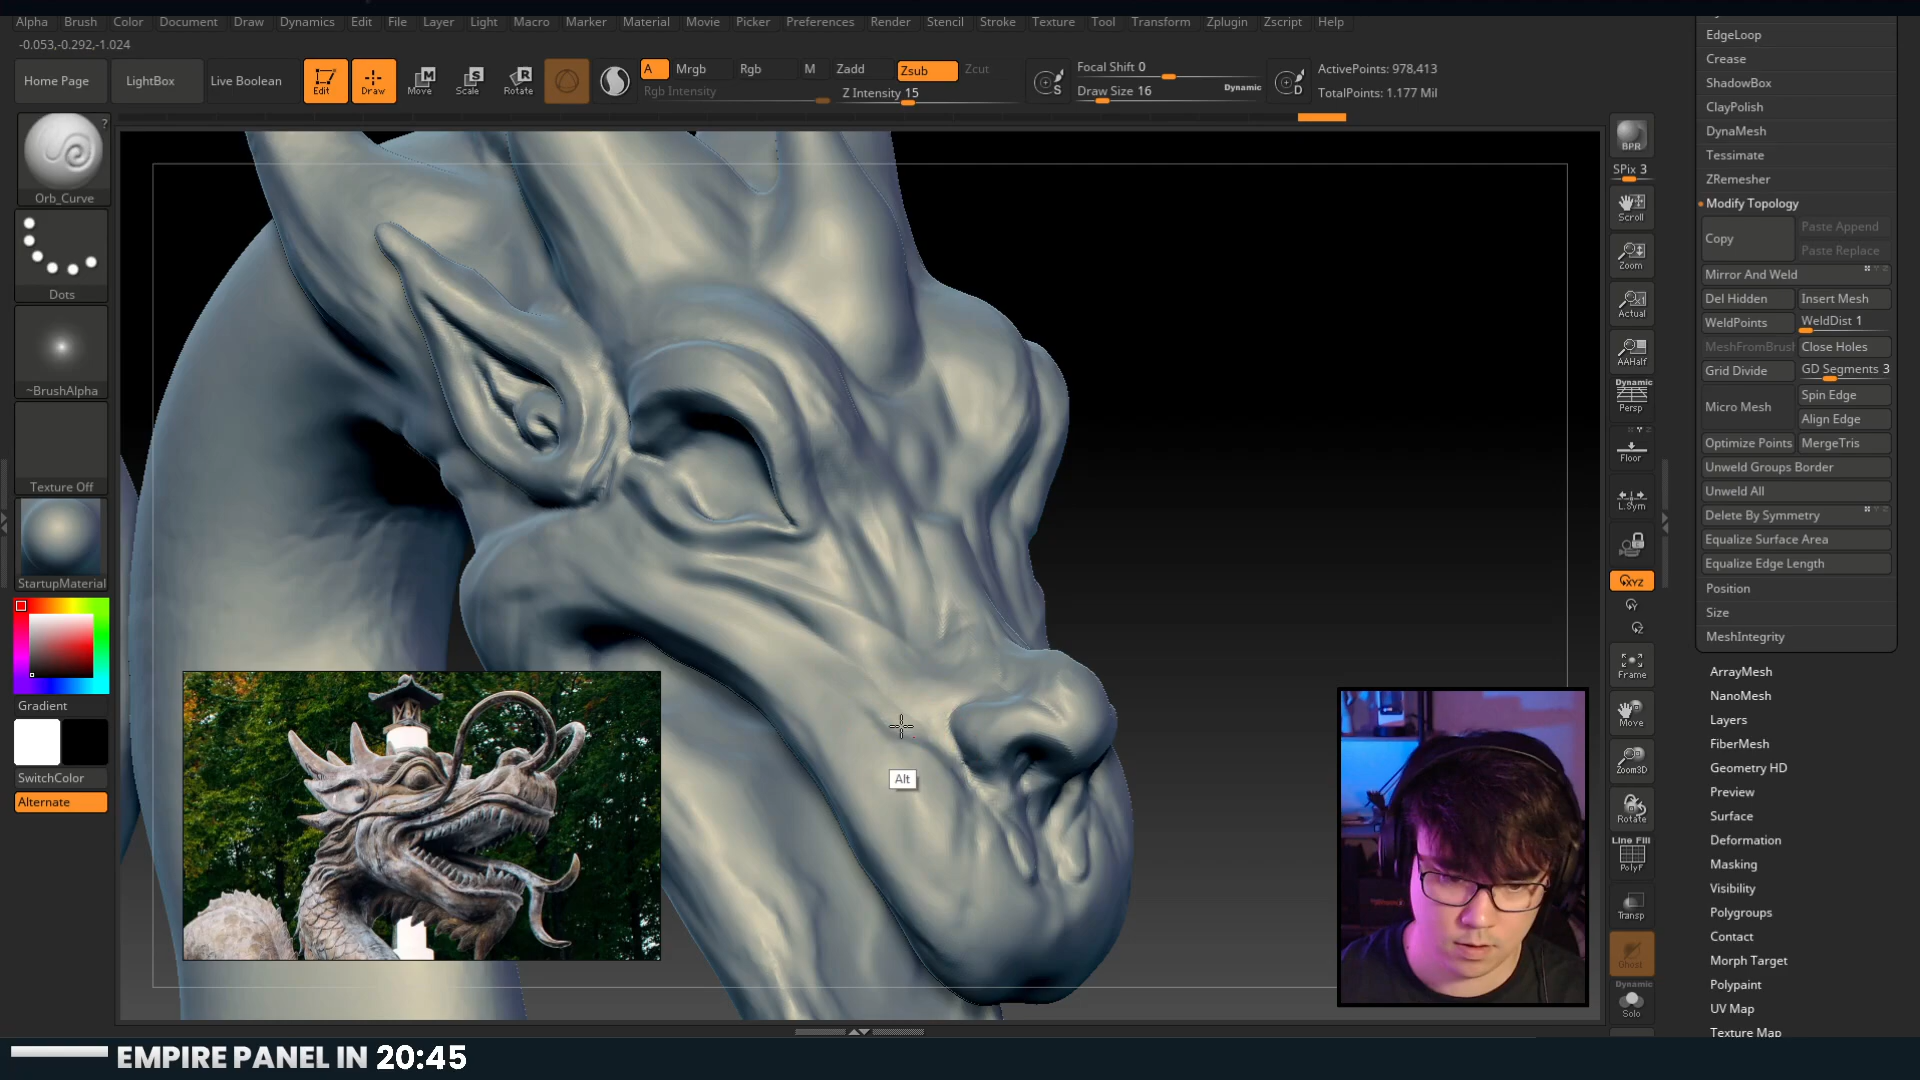 Alpha Brush Color Document Draw Dynamics Edit File Layer Light Macro Marker Material Movie Picker Preferences Render Stencil Stroke Texture Tool Transform Zplugin Zscript Help
-0.053,-0.292,-1.024
Home Page LightBox Live Boolean Edit Draw Move Scale Rotate
A Mrgb Rgb M Zadd Zsub Zcut
Rgb Intensity Z Intensity 15
Focal Shift 0
Draw Size 16 Dynamic
ActivePoints: 978,413
TotalPoints: 1.177 Mil
Orb_Curve
Dots
~BrushAlpha
Texture Off
StartupMaterial
Gradient
SwitchColor
Alternate
Alt
BPR
SPix 3
Scroll
Zoom
Actual
AAHalf
Dynamic
Persp
Floor
L.Sym
XYZ
Frame
Move
Zoom3D
Rotate
Line Fill
PolyF
Transp
Ghost
Dynamic
Solo
EdgeLoop
Crease
ShadowBox
ClayPolish
DynaMesh
Tessimate
ZRemesher
Modify Topology
Copy Paste Append
Paste Replace
Mirror And Weld
Del Hidden Insert Mesh
WeldPoints WeldDist 1
MeshFromBrush Close Holes
Grid Divide GD Segments 3
Micro Mesh Spin Edge
Align Edge
Optimize Points MergeTris
Unweld Groups Border
Unweld All
Delete By Symmetry
Equalize Surface Area
Equalize Edge Length
Position
Size
MeshIntegrity
ArrayMesh
NanoMesh
Layers
FiberMesh
Geometry HD
Preview
Surface
Deformation
Masking
Visibility
Polygroups
Contact
Morph Target
Polypaint
UV Map
Texture Map
EMPIRE PANEL IN 20:45